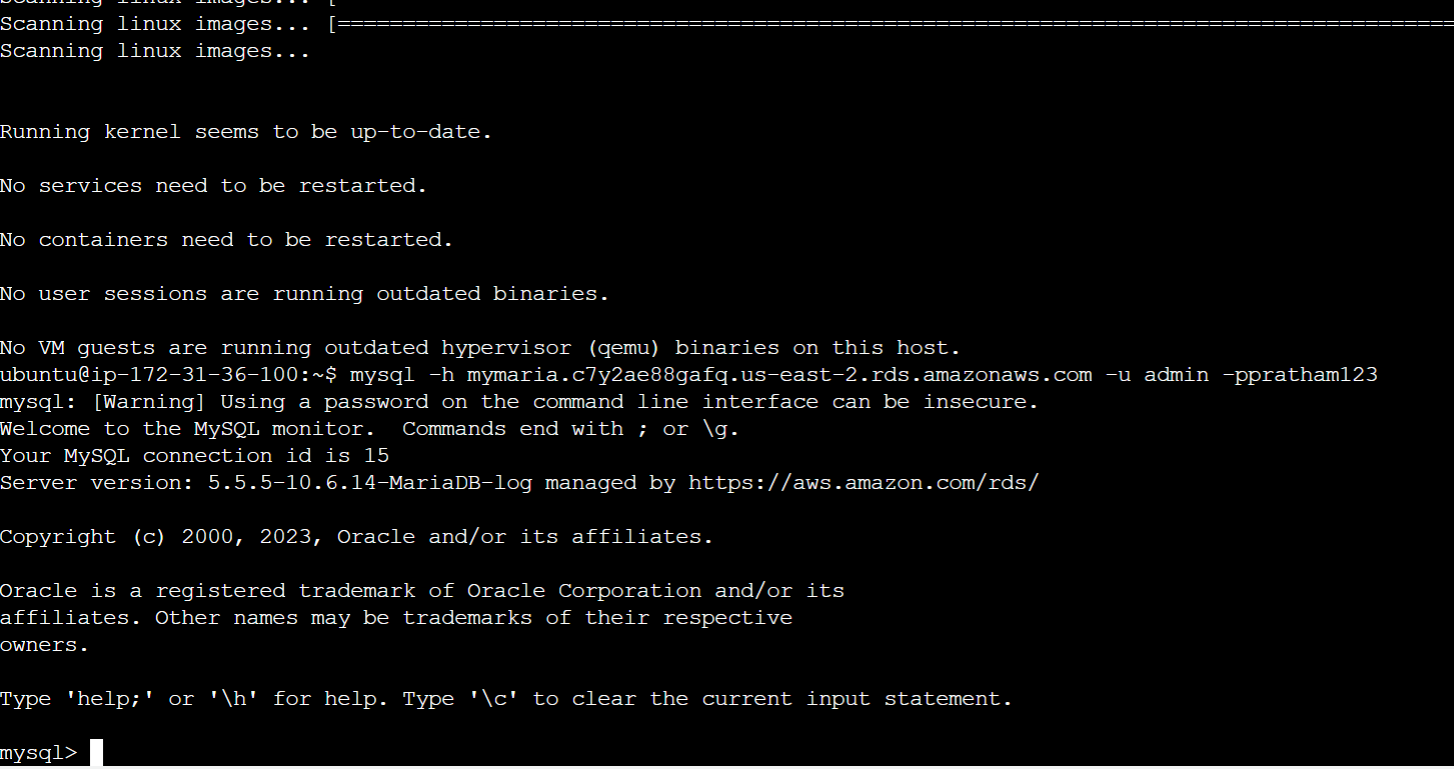 Scanning linux images... [
Scanning linux images... [======================================================================================
Scanning linux images...
Running kernel seems to be up-to-date.
No services need to be restarted.
No containers need to be restarted.
No user sessions are running outdated binaries.
No VM guests are running outdated hypervisor (qemu) binaries on this host.
ubuntu@ip-172-31-36-100:~$ mysql -h mymaria.c7y2ae88gafq.us-east-2.rds.amazonaws.com -u admin -ppratham123
mysql: [Warning] Using a password on the command line interface can be insecure.
Welcome to the MySQL monitor.  Commands end with ; or \g.
Your MySQL connection id is 15
Server version: 5.5.5-10.6.14-MariaDB-log managed by https://aws.amazon.com/rds/
Copyright (c) 2000, 2023, Oracle and/or its affiliates.
Oracle is a registered trademark of Oracle Corporation and/or its
affiliates. Other names may be trademarks of their respective
owners.
Type 'help;' or '\h' for help. Type '\c' to clear the current input statement.
mysql>